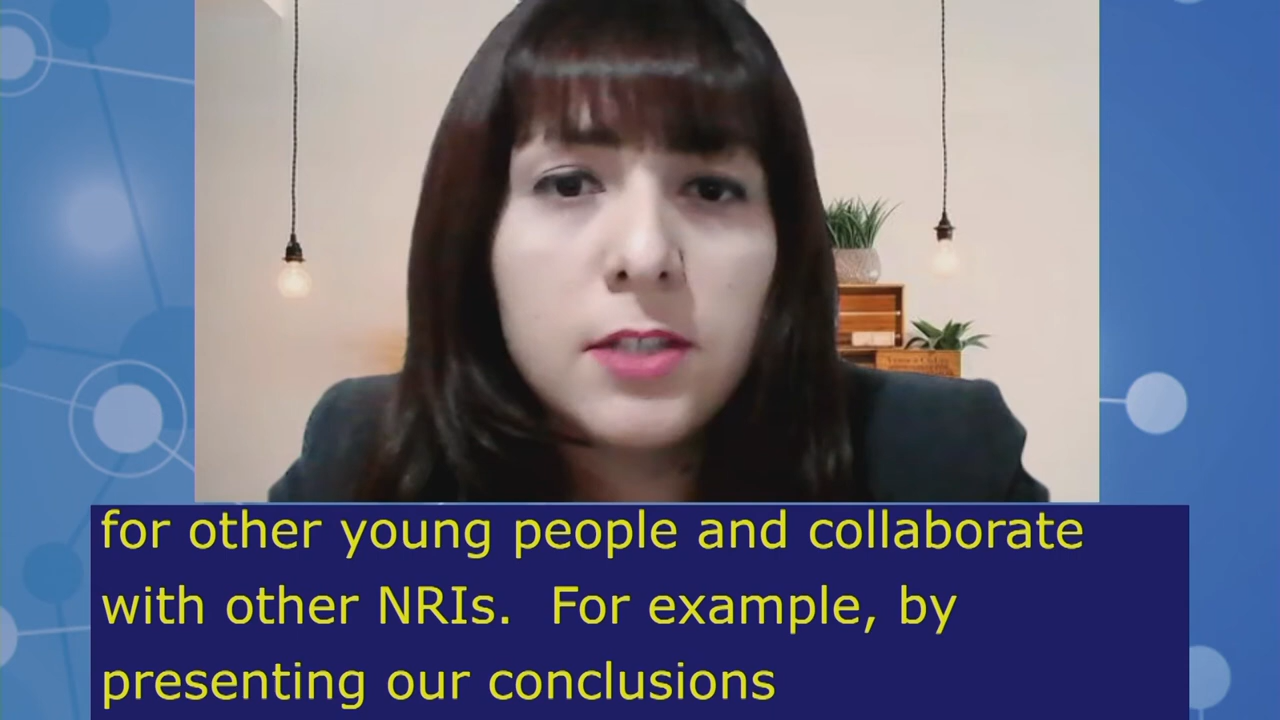 for other young people and collaborate
with other NRIs.  For example, by
presenting our conclusions